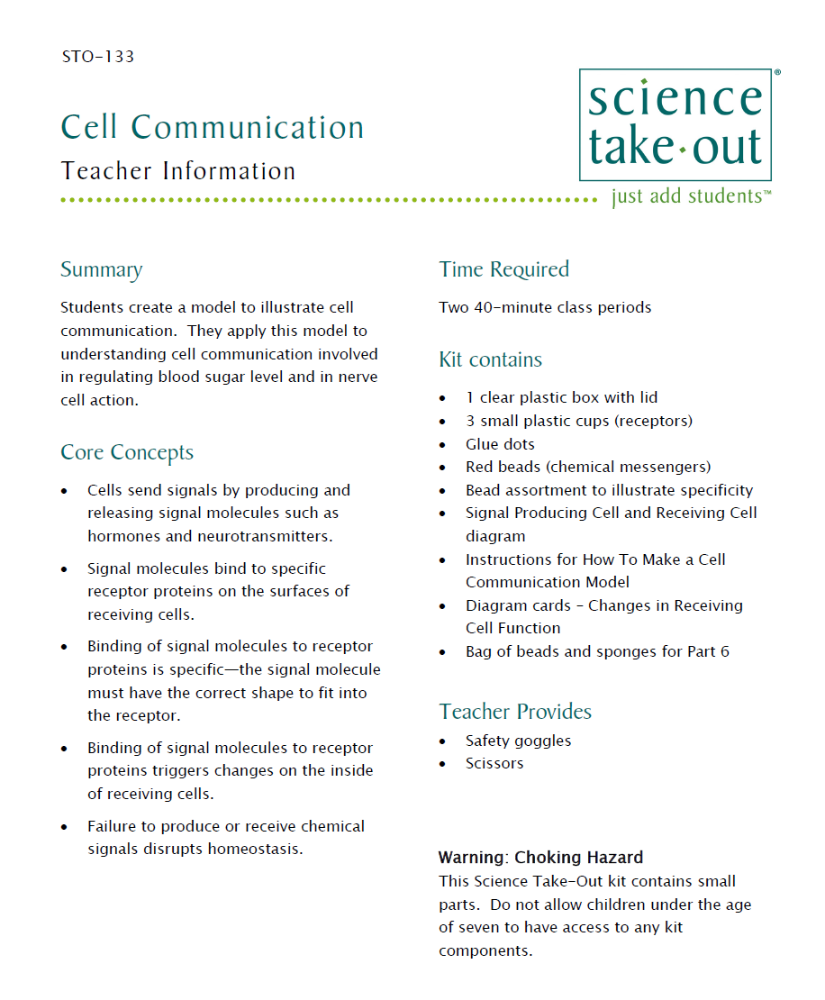 STO-133
Cell Communication
Teacher Information
science
take·out
®
just add students™
Summary
Students create a model to illustrate cell
communication.  They apply this model to
understanding cell communication involved
in regulating blood sugar level and in nerve
cell action.
Core Concepts
• Cells send signals by producing and
releasing signal molecules such as
hormones and neurotransmitters.
• Signal molecules bind to specific
receptor proteins on the surfaces of
receiving cells.
• Binding of signal molecules to receptor
proteins is specific—the signal molecule
must have the correct shape to fit into
the receptor.
• Binding of signal molecules to receptor
proteins triggers changes on the inside
of receiving cells.
• Failure to produce or receive chemical
signals disrupts homeostasis.
Time Required
Two 40-minute class periods
Kit contains
• 1 clear plastic box with lid
• 3 small plastic cups (receptors)
• Glue dots
• Red beads (chemical messengers)
• Bead assortment to illustrate specificity
• Signal Producing Cell and Receiving Cell
diagram
• Instructions for How To Make a Cell
Communication Model
• Diagram cards – Changes in Receiving
Cell Function
• Bag of beads and sponges for Part 6
Teacher Provides
• Safety goggles
• Scissors
Warning: Choking Hazard
This Science Take-Out kit contains small
parts.  Do not allow children under the age
of seven to have access to any kit
components.